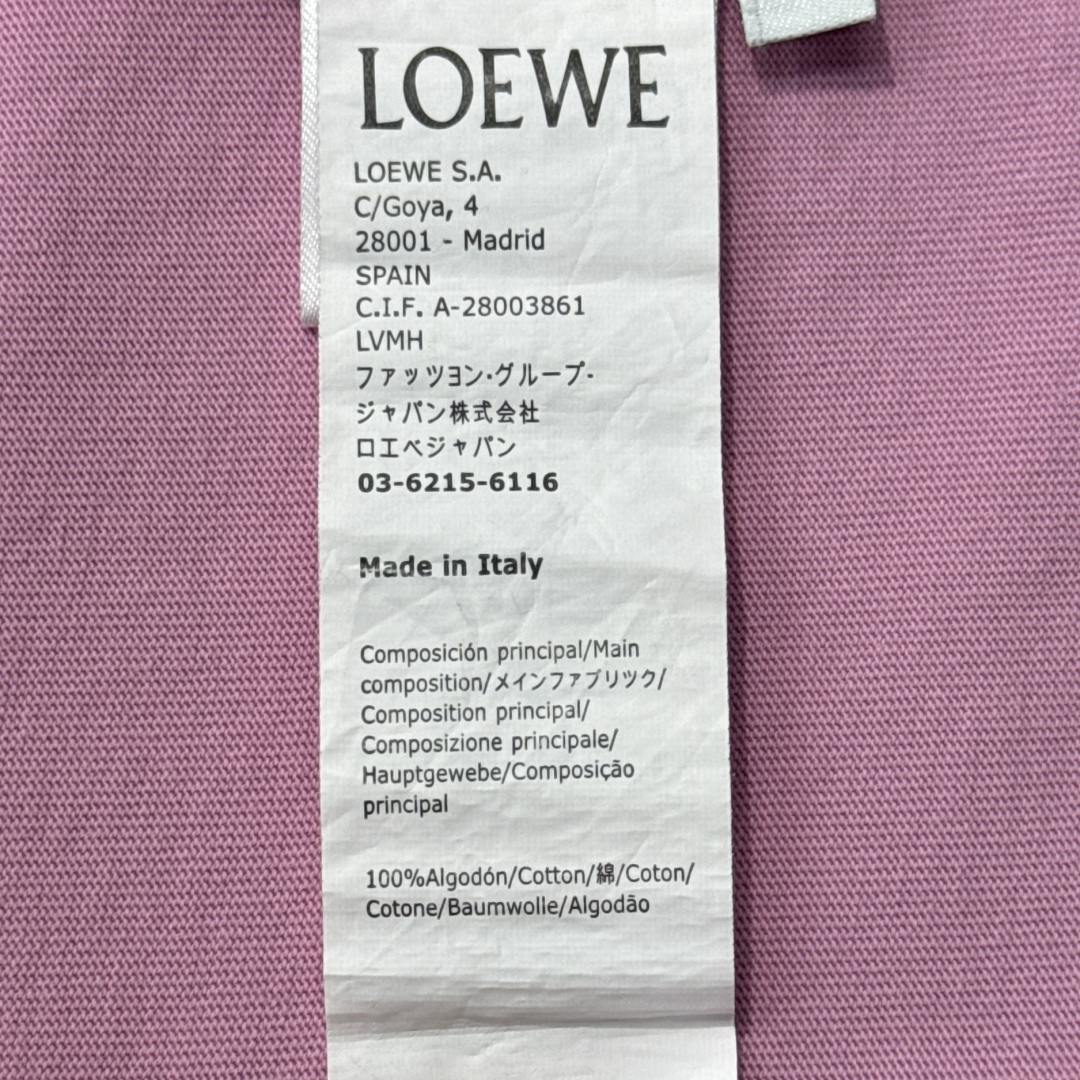 LOEWE
LOEWE S.A.
C/Goya, 4
28001 - Madrid
SPAIN
C.I.F. A-28003861
LVMH
ファッツヨン·グループ·
ジャパン株式会社
ロエベジャパン
03-6215-6116
Made in Italy
Composición principal/Main
composition/メインファブリツク/
Composition principal/
Composizione principale/
Hauptgewebe/Composição
principal
100%Algodón/Cotton/綿/Coton/
Cotone/Baumwolle/Algodão